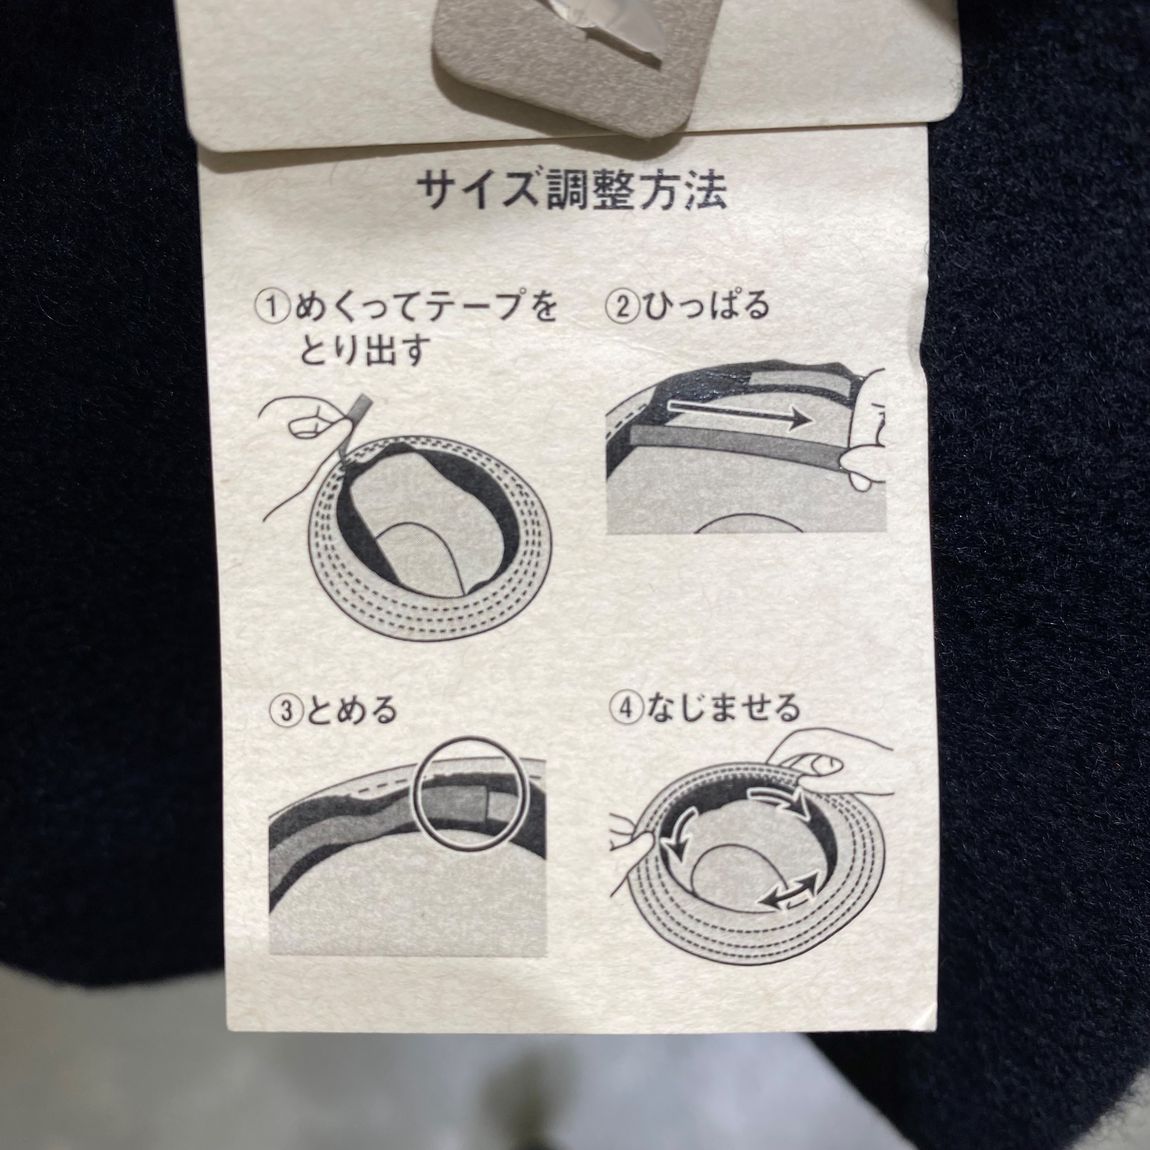 サイズ調整方法
①めくってテープを
とり出す
②ひっぱる
③とめる
④なじませる